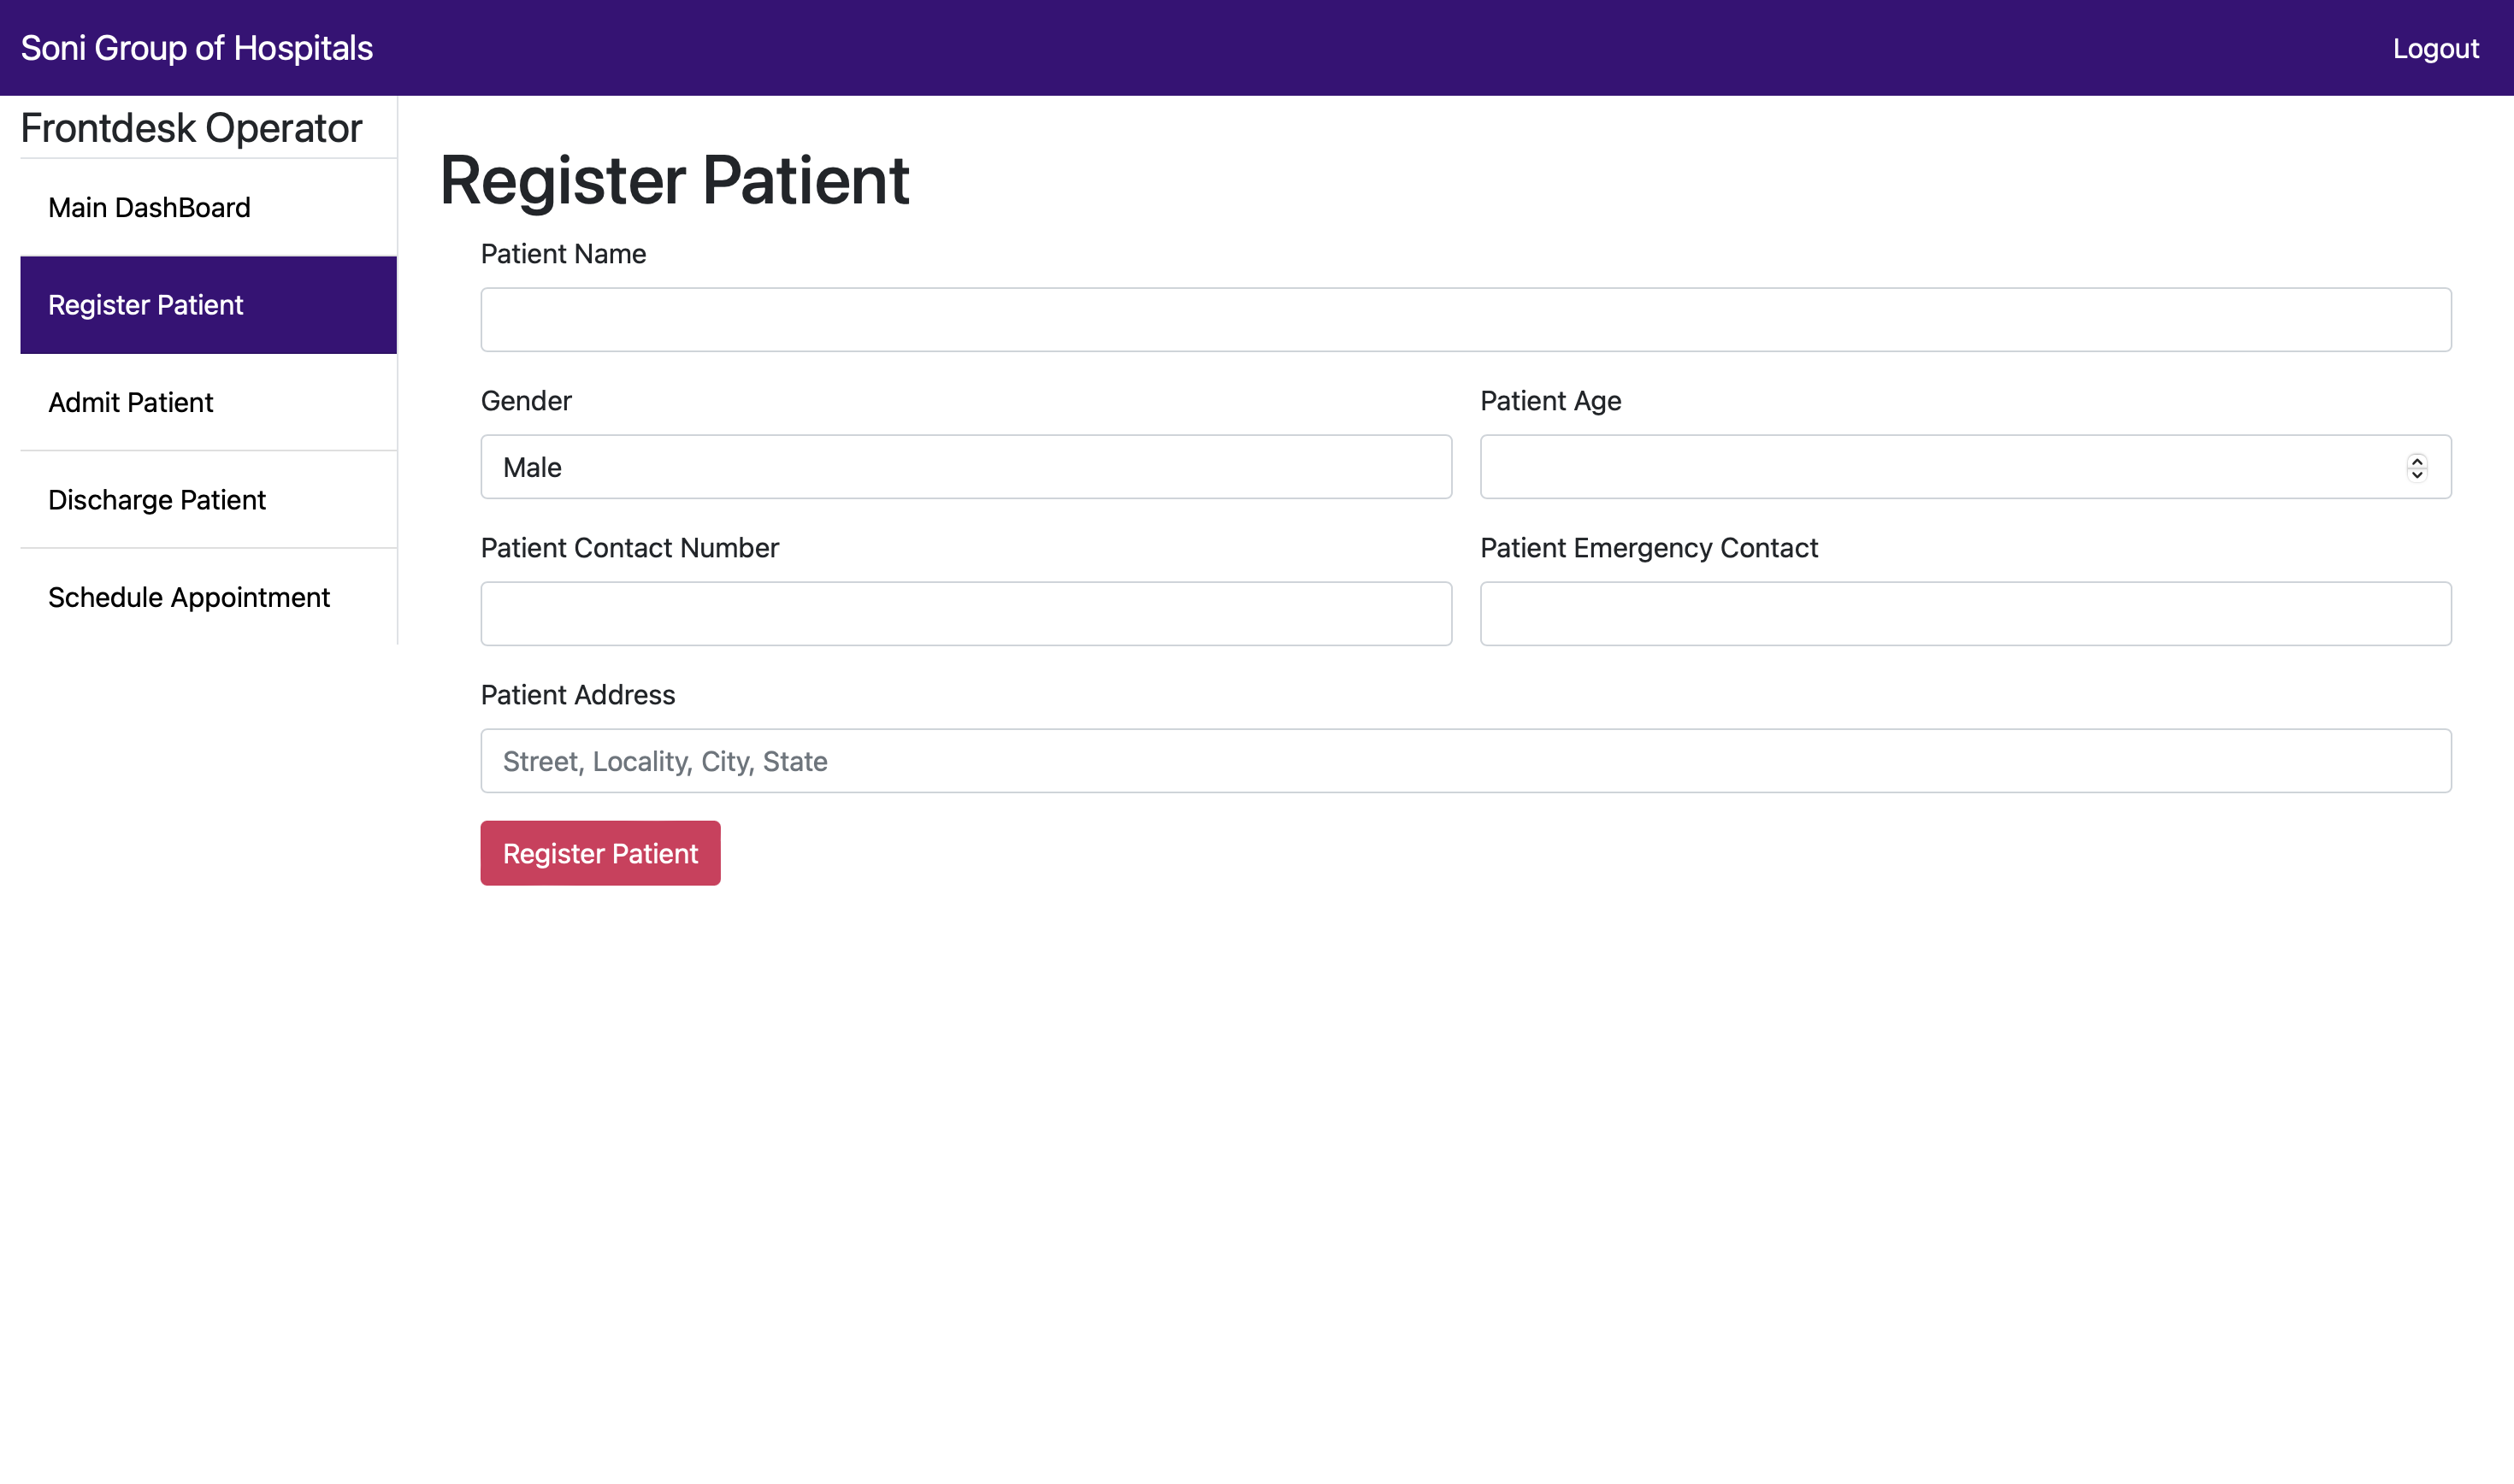 Soni Group of Hospitals
Logout
Frontdesk Operator
Main DashBoard
Register Patient
Admit Patient
Discharge Patient
Schedule Appointment
Register Patient
Patient Name
Gender
Patient Age
Male
Patient Contact Number
Patient Emergency Contact
Patient Address
Street, Locality, City, State
Register Patient